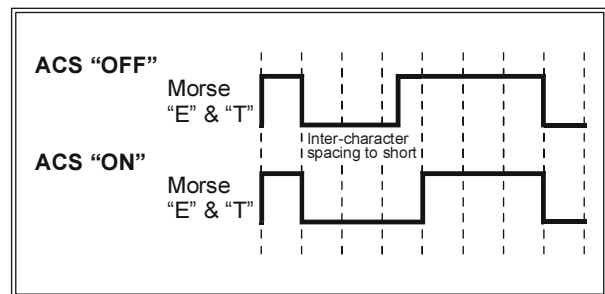 ACS “OFF”
Morse
“E” & “T”
Inter-character
spacing to short
ACS “ON”
Morse
“E” & “T”